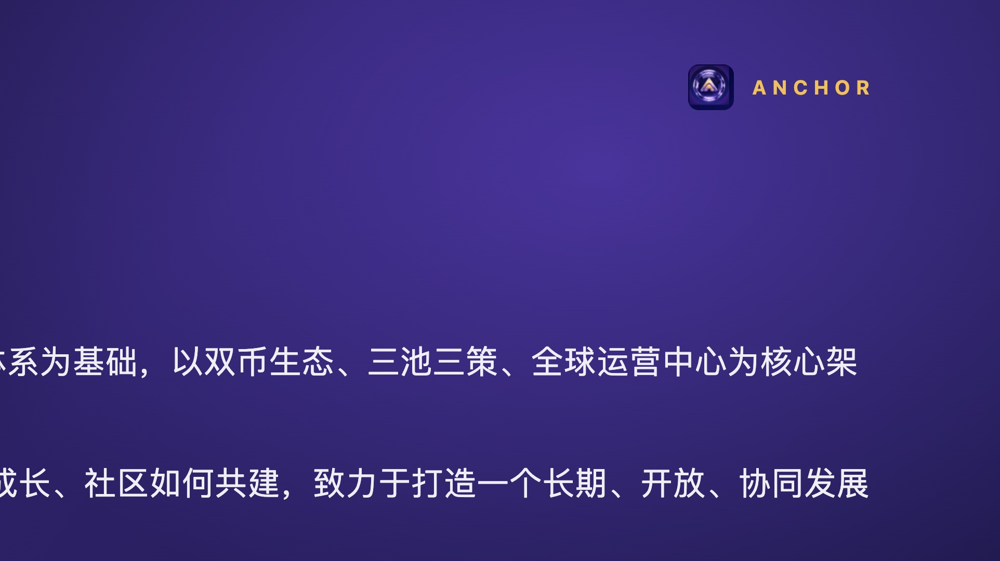 ANCHOR
系为基础，以双币生态、三池三策、全球运营中心为核心架
成长、社区如何共建，致力于打造一个长期、开放、协同发展